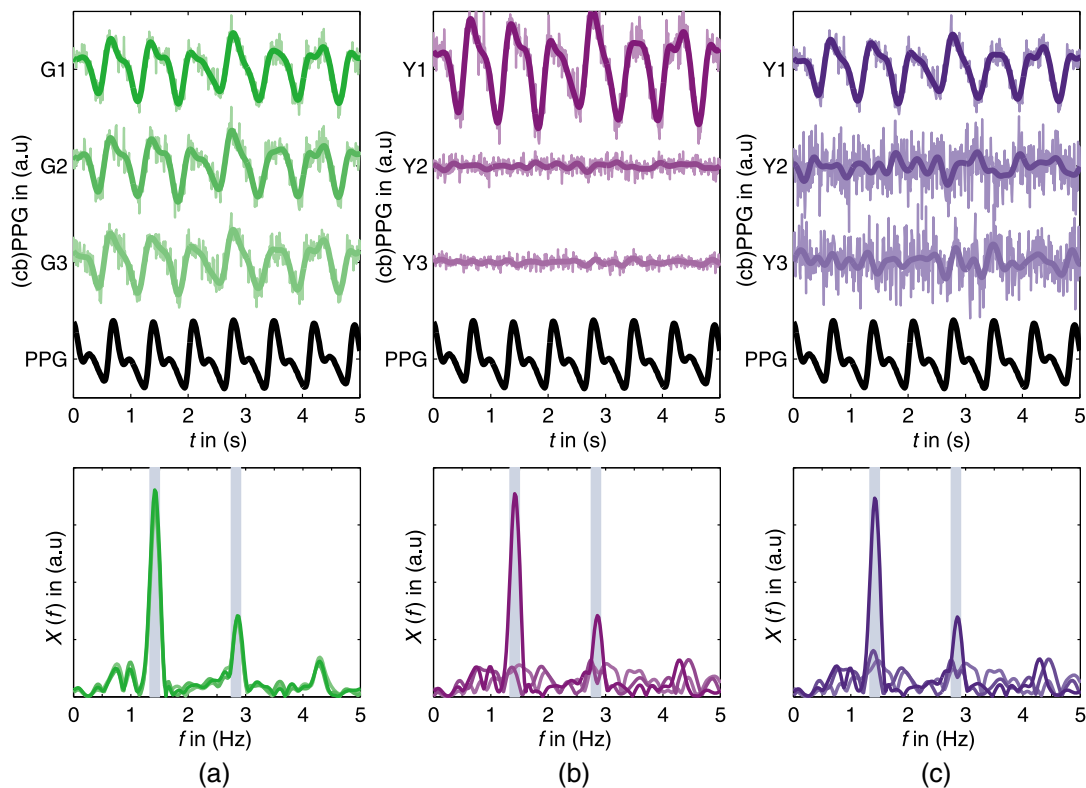 (cb)PPG in (a.u)
G1
G2
G3
PPG
0 1 2 3 4 5
t in (s)
(cb)PPG in (a.u)
Y1
Y2
Y3
PPG
0 1 2 3 4 5
t in (s)
(cb)PPG in (a.u)
Y1
Y2
Y3
PPG
0 1 2 3 4 5
t in (s)
X (f) in (a.u)
0 1 2 3 4 5
f in (Hz)
(a)
X (f) in (a.u)
0 1 2 3 4 5
f in (Hz)
(b)
X (f) in (a.u)
0 1 2 3 4 5
f in (Hz)
(c)